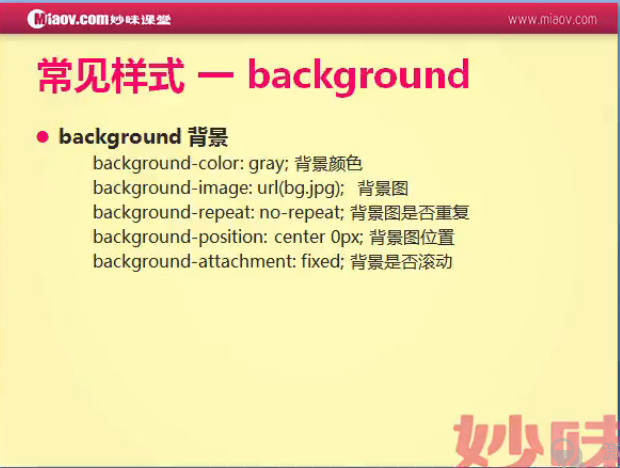 Miaov.com妙味课堂
www.miaov.com
常见样式 — background
background 背景
background-color: gray; 背景颜色
background-image: url(bg.jpg); 背景图
background-repeat: no-repeat; 背景图是否重复
background-position: center 0px; 背景图位置
background-attachment: fixed; 背景是否滚动
妙味